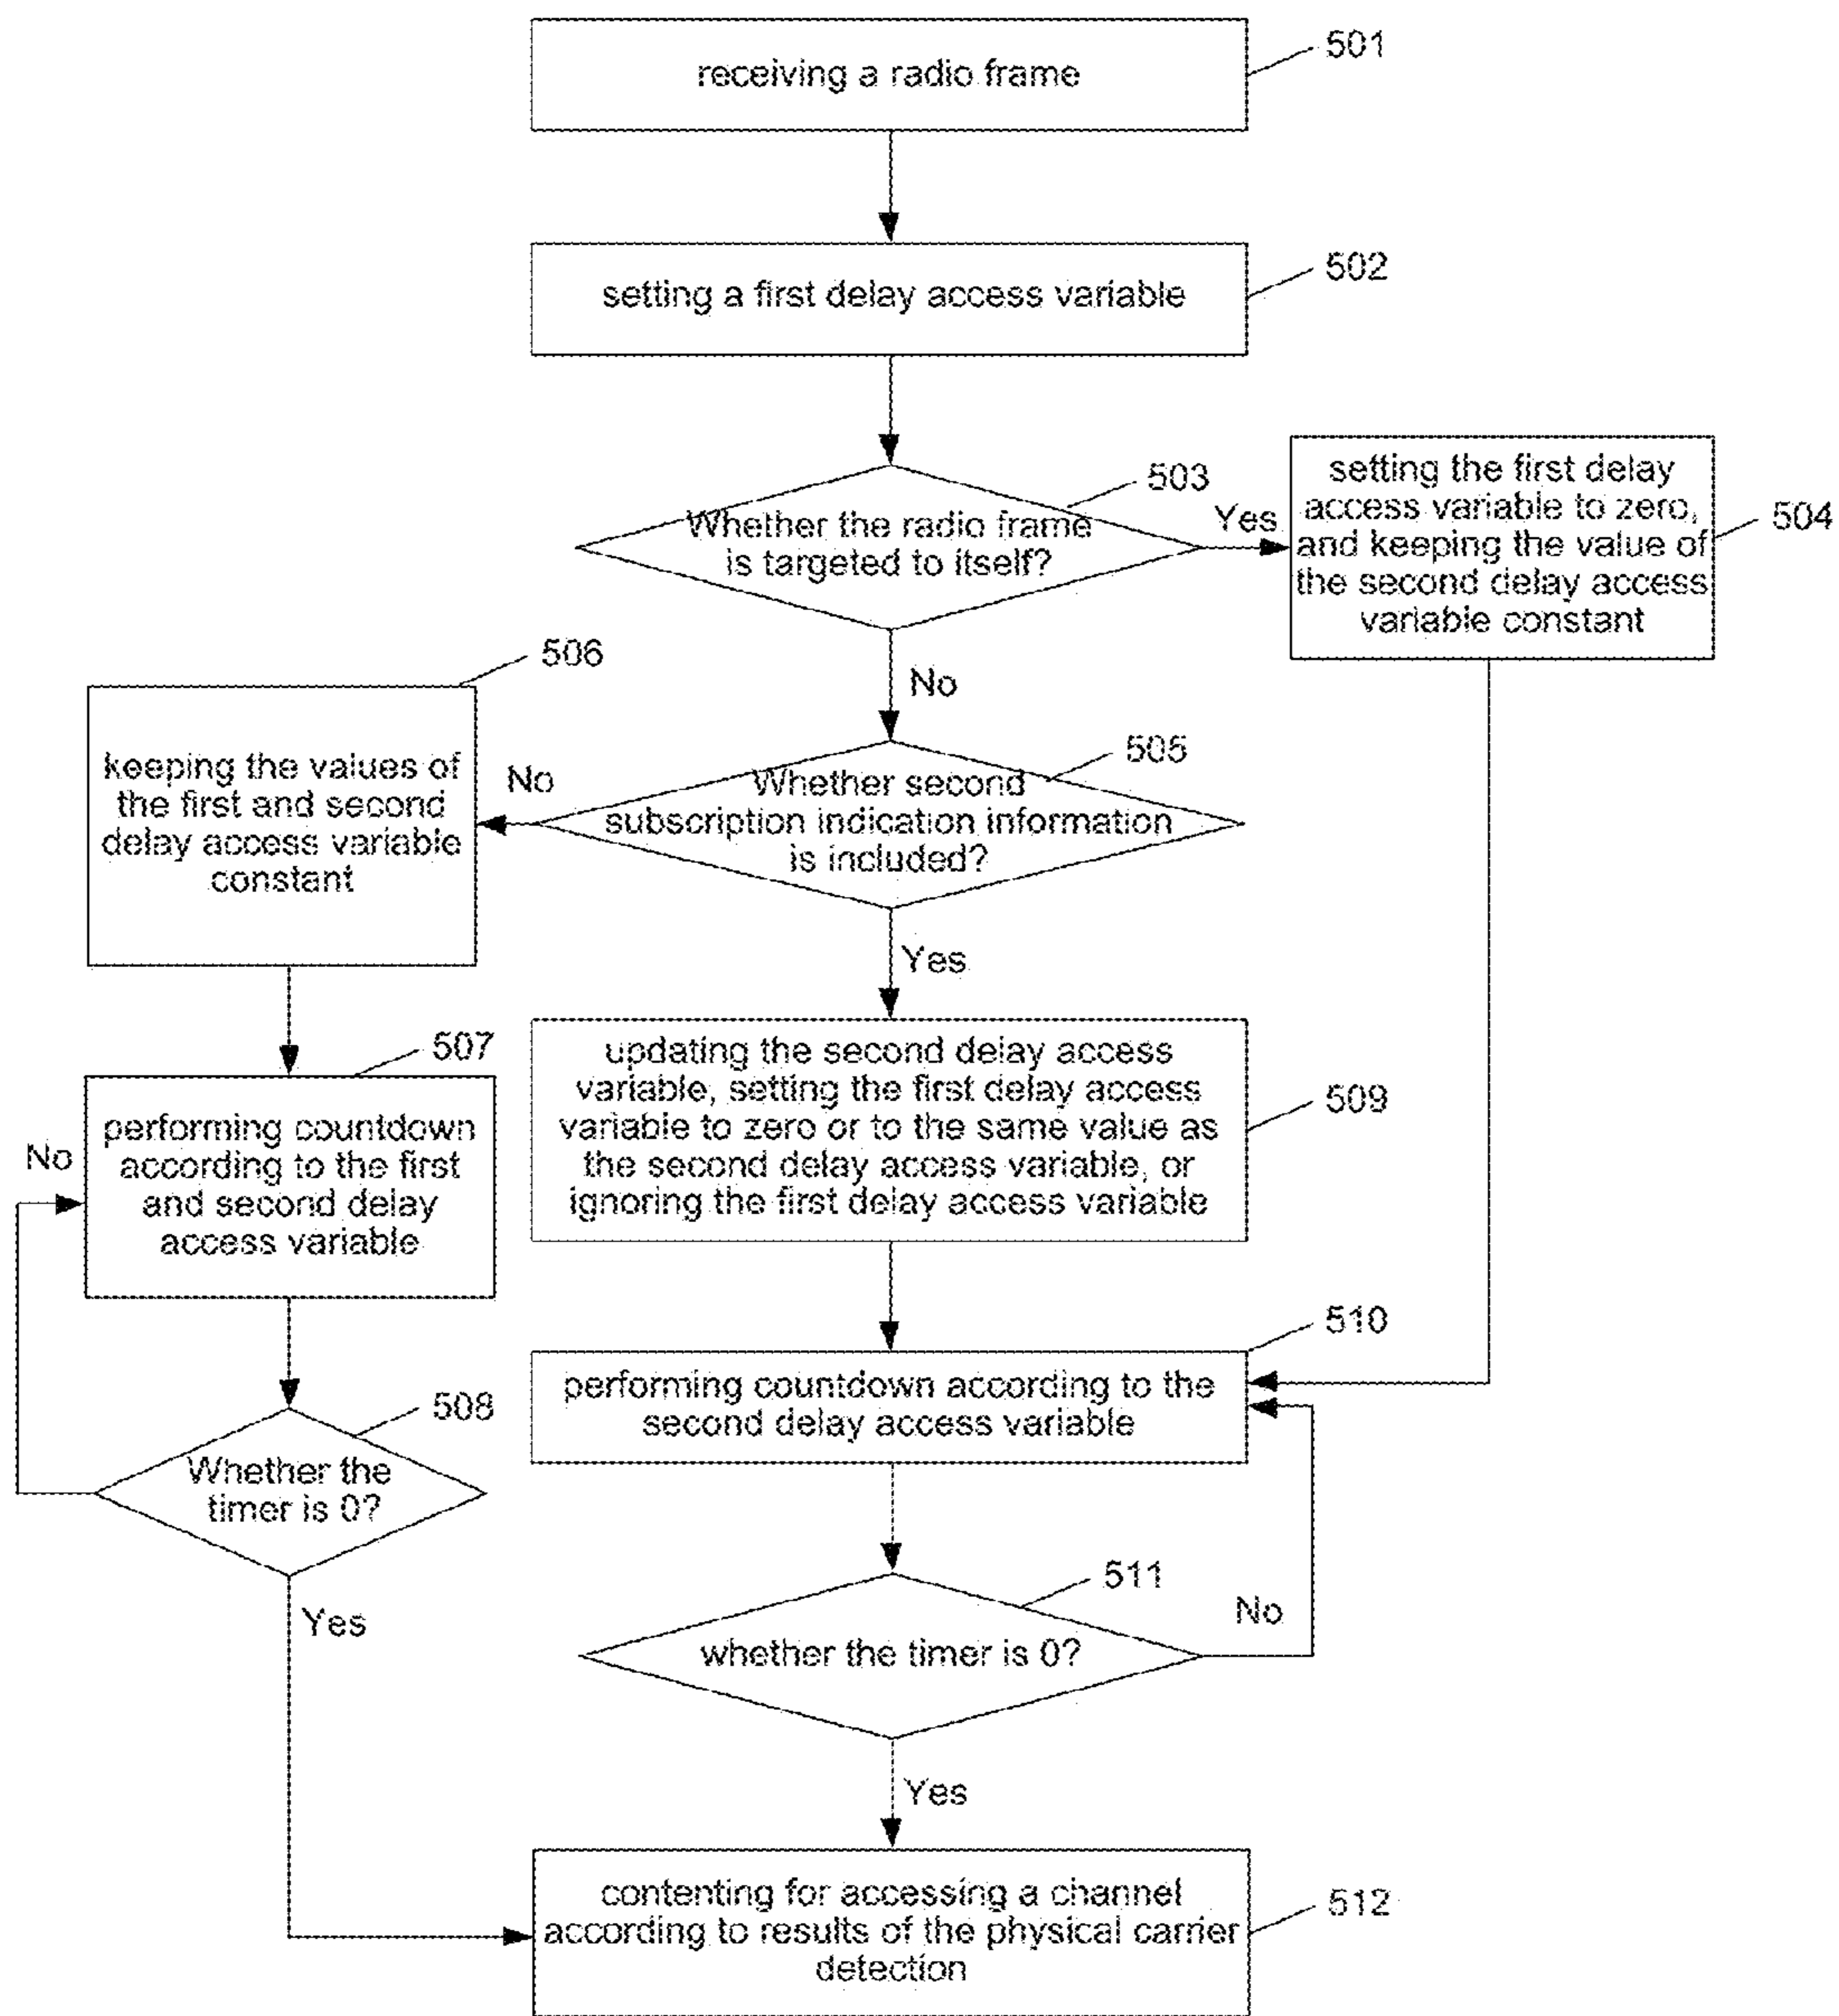 receiving a radio frame
501
setting a first delay access variable
502
Whether the radio frame
is targeted to itself?
503
Yes
setting the first delay
access variable to zero,
and keeping the value of
the second delay access
variable constant
504
No
Whether second
subscription indication information
is included?
505
No
506
keeping the values of
the first and second
delay access variable
constant
Yes
507
performing countdown
according to the first
and second delay
access variable
No
508
Whether the
timer is 0?
Yes
updating the second delay access
variable, setting the first delay access
variable to zero or to the same value as
the second delay access variable, or
ignoring the first delay access variable
509
performing countdown according to the
second delay access variable
510
whether the timer is 0?
511
No
Yes
contenting for accessing a channel
according to results of the physical carrier
detection
512